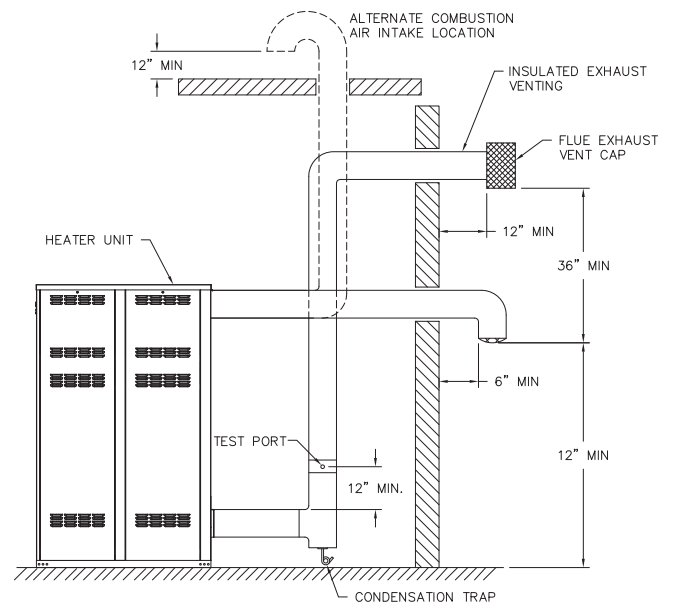 ALTERNATE COMBUSTION
AIR INTAKE LOCATION
12" MIN
INSULATED EXHAUST
VENTING
FLUE EXHAUST
VENT CAP
12" MIN
HEATER UNIT
36" MIN
6" MIN
TEST PORT
12" MIN
12" MIN.
CONDENSATION TRAP